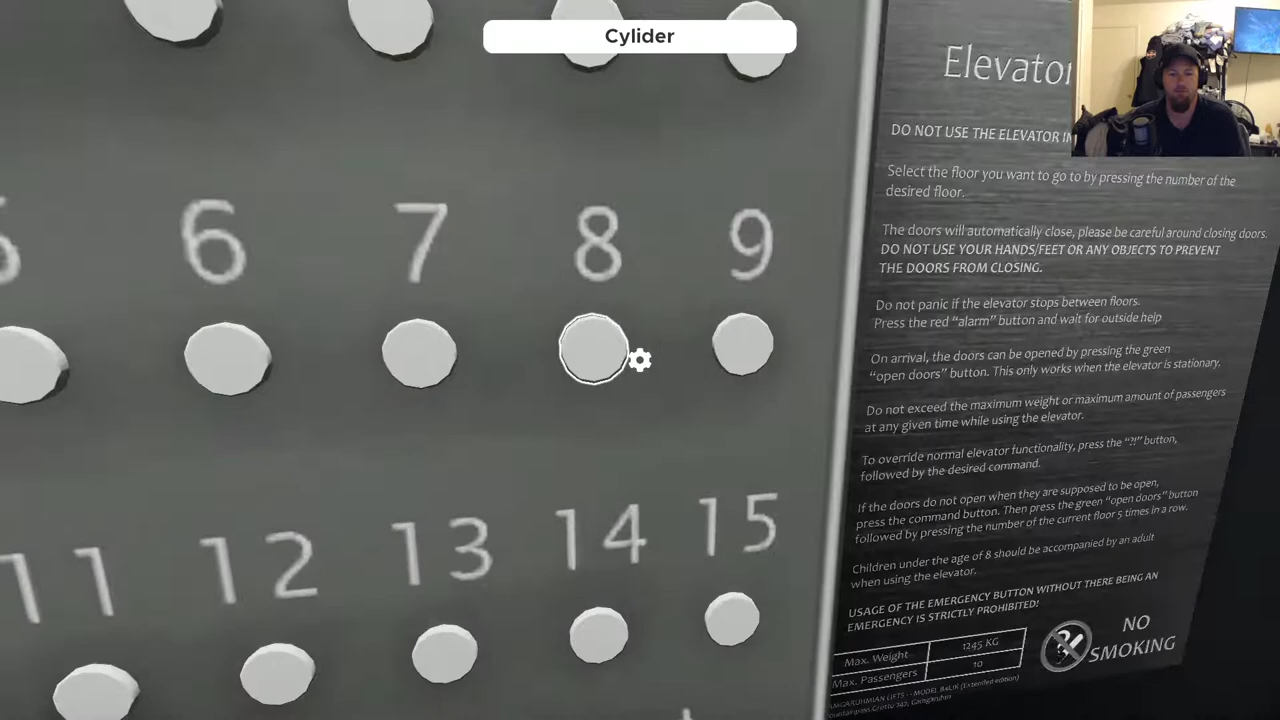 Cylider
6 7 8 9
11 12 13 14 15
Elevator
DO NOT USE THE ELEVATOR IN
Select the floor you want to go to by pressing the number of the
desired floor.
The doors will automatically close, please be careful around closing doors.
DO NOT USE YOUR HANDS/FEET OR ANY OBJECTS TO PREVENT
THE DOORS FROM CLOSING.
Do not panic if the elevator stops between floors.
Press the red "alarm" button and wait for outside help
On arrival, the doors can be opened by pressing the green
"open doors" button. This only works when the elevator is stationary.
Do not exceed the maximum weight or maximum amount of passengers
at any given time while using the elevator.
To override normal elevator functionality, press the "?!" button,
followed by the desired command.
If the doors do not open when they are supposed to be open,
press the command button. Then press the green "open doors" button
followed by pressing the number of the current floor 5 times in a row.
Children under the age of 8 should be accompanied by an adult
when using the elevator.
USAGE OF THE EMERGENCY BUTTON WITHOUT THERE BEING AN
EMERGENCY IS STRICTLY PROHIBITED!
Max. Weight 1245 KG
Max. Passengers 10
NO
SMOKING
LIFTS - MODEL (Extended edition)